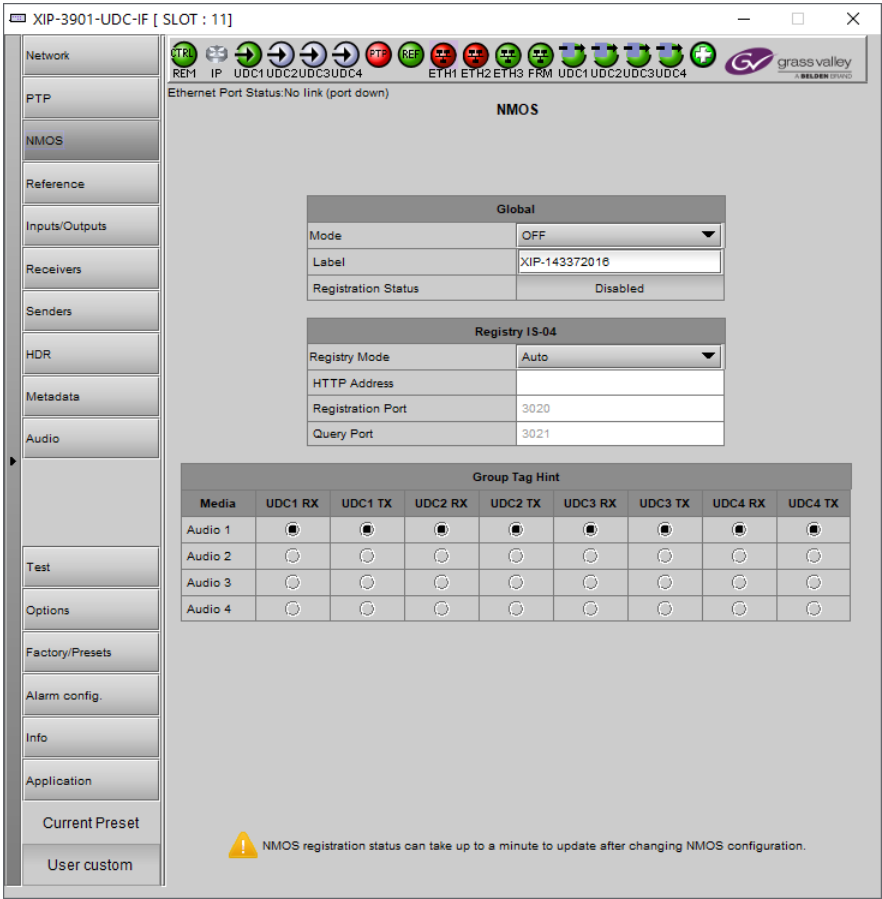 XIP-3901-UDC-IF [ SLOT : 11]
CTRL PTP REF
REM IP UDC1 UDC2 UDC3 UDC4 ETH1 ETH2 ETH3 FRM UDC1 UDC2 UDC3 UDC4
GV grass valley
A BELDEN BRAND
Ethernet Port Status:No link (port down)
Network
PTP
NMOS
Reference
Inputs/Outputs
Receivers
Senders
HDR
Metadata
Audio
Test
Options
Factory/Presets
Alarm config.
Info
Application
Current Preset
User custom
NMOS
Global
Mode OFF
Label XIP-143372016
Registration Status Disabled
Registry IS-04
Registry Mode Auto
HTTP Address
Registration Port 3020
Query Port 3021
Group Tag Hint
Media UDC1 RX UDC1 TX UDC2 RX UDC2 TX UDC3 RX UDC3 TX UDC4 RX UDC4 TX
Audio 1
Audio 2
Audio 3
Audio 4
NMOS registration status can take up to a minute to update after changing NMOS configuration.